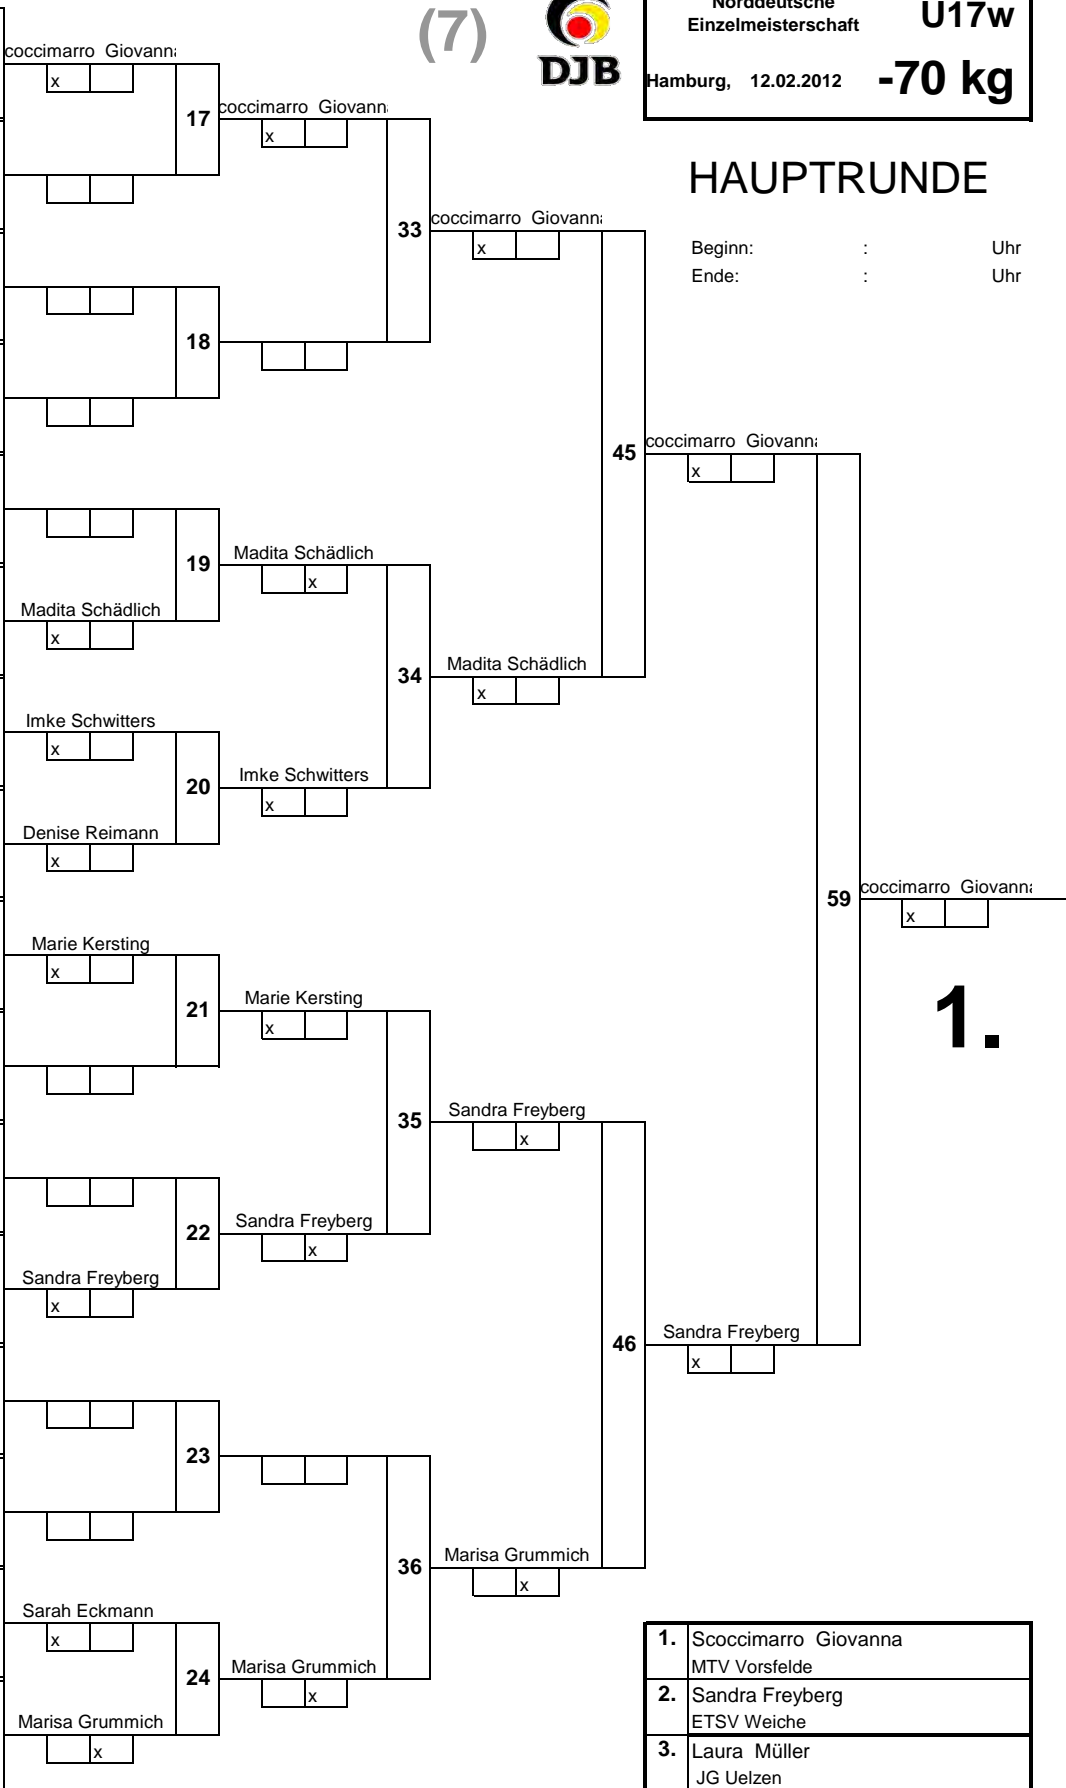 (7)
DJB
Norddeutsche
Einzelmeisterschaft
U17w
Hamburg, 12.02.2012
-70 kg
HAUPTRUNDE
Beginn: : Uhr
Ende: : Uhr
coccimarro Giovanna
x
17
coccimarro Giovann
x
33
coccimarro Giovanna
x
18
45
coccimarro Giovanna
x
19
Madita Schädlich
x
Madita Schädlich
x
34
Madita Schädlich
x
Imke Schwitters
x
20
Imke Schwitters
x
Denise Reimann
x
59
coccimarro Giovanna
x
1.
Marie Kersting
x
21
Marie Kersting
x
35
Sandra Freyberg
x
22
Sandra Freyberg
x
Sandra Freyberg
x
46
Sandra Freyberg
x
23
36
Marisa Grummich
x
Sarah Eckmann
x
24
Marisa Grummich
x
Marisa Grummich
x
1. Scoccimarro Giovanna
MTV Vorsfelde
2. Sandra Freyberg
ETSV Weiche
3. Laura Müller
JG Uelzen